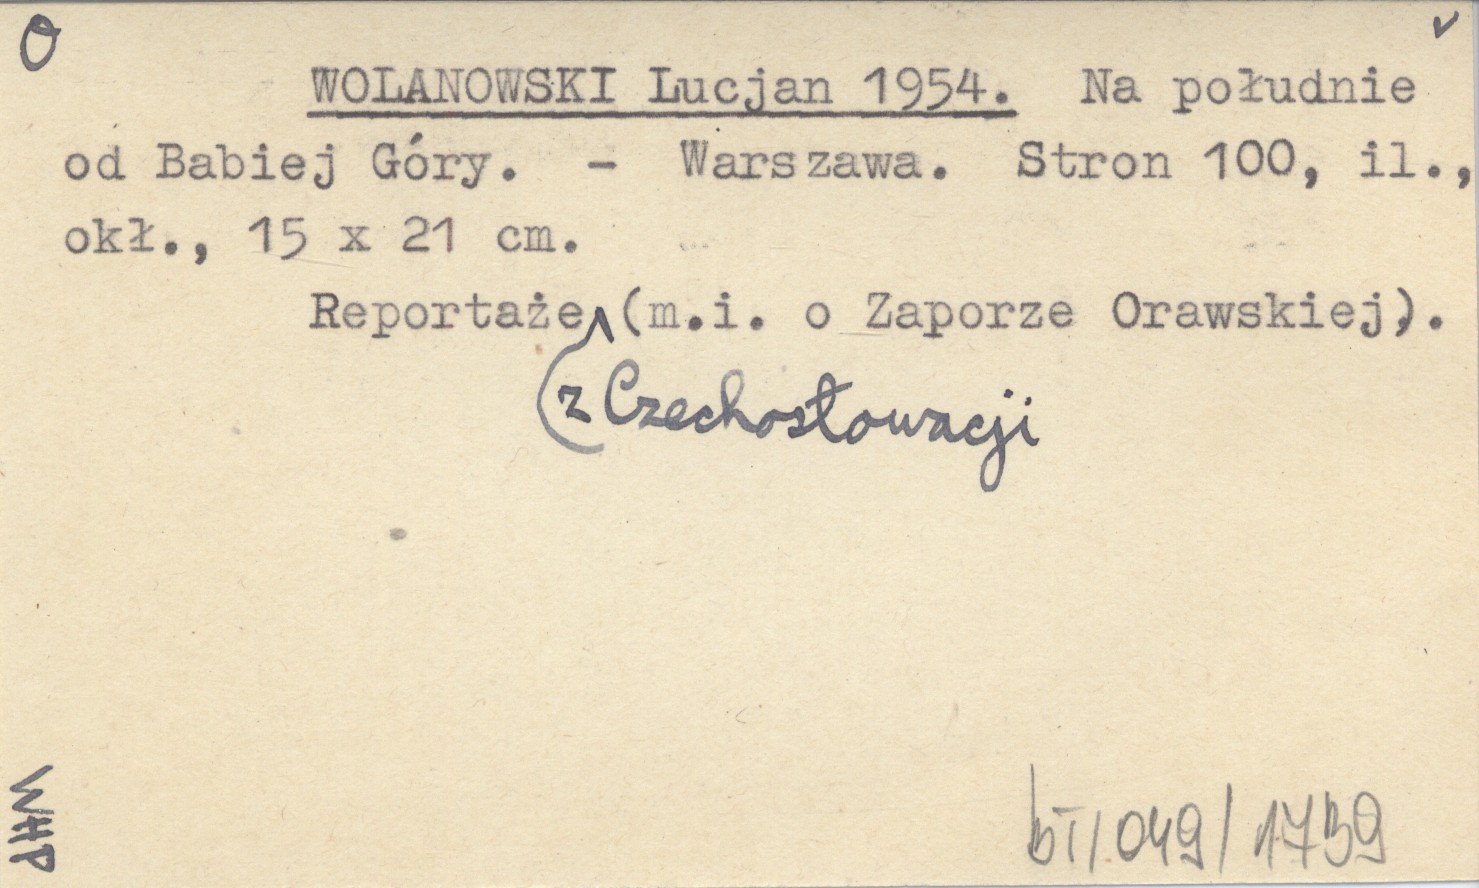 O
WOLANOWSKI Lucjan 1954. Na południe
od Babiej Góry. - Warszawa. Stron 100, il.,
okł., 15 x 21 cm.
Reportaże (m.i. o Zaporze Orawskiej).
z Czechosłowacji
WHP
bT/049/1739